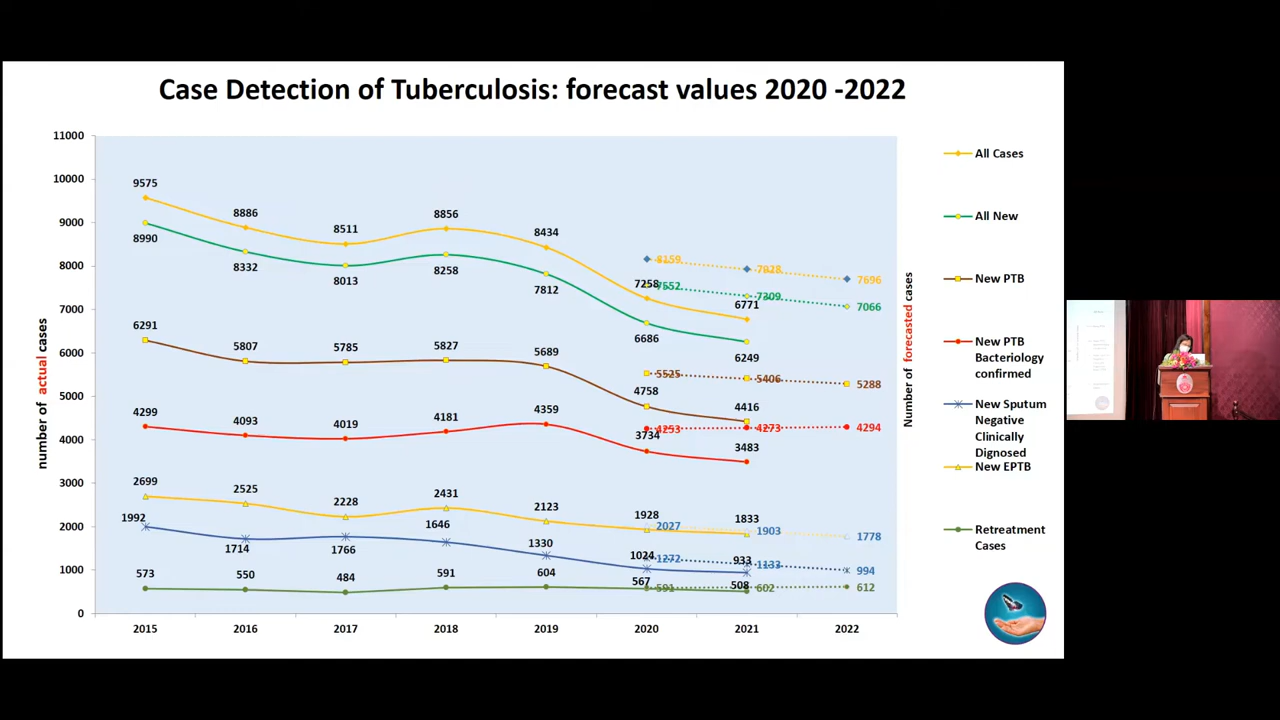 Case Detection of Tuberculosis: forecast values 2020 -2022
number of actual cases
11000
10000
9000
8000
7000
6000
5000
4000
3000
2000
1000
0
9575 8886 8511 8856 8434 7258 6771
8159 7928 7696
8990 8332 8013 8258 7812 6686 6249
7552 7309 7066
6291 5807 5785 5827 5689 4758 4416
5525 5406 5288
4299 4093 4019 4181 4359 3734 3483
4253 4273 4294
2699 2525 2228 2431 2123 1928 1833
2027 1903 1778
1992 1714 1766 1646 1330 1024 933
1272 1133 994
573 550 484 591 604 567 508
591 602 612
2015 2016 2017 2018 2019 2020 2021 2022
Number of forecasted cases
All Cases
All New
New PTB
New PTB
Bacteriology
confirmed
New Sputum
Negative
Clinically
Dignosed
New EPTB
Retreatment
Cases